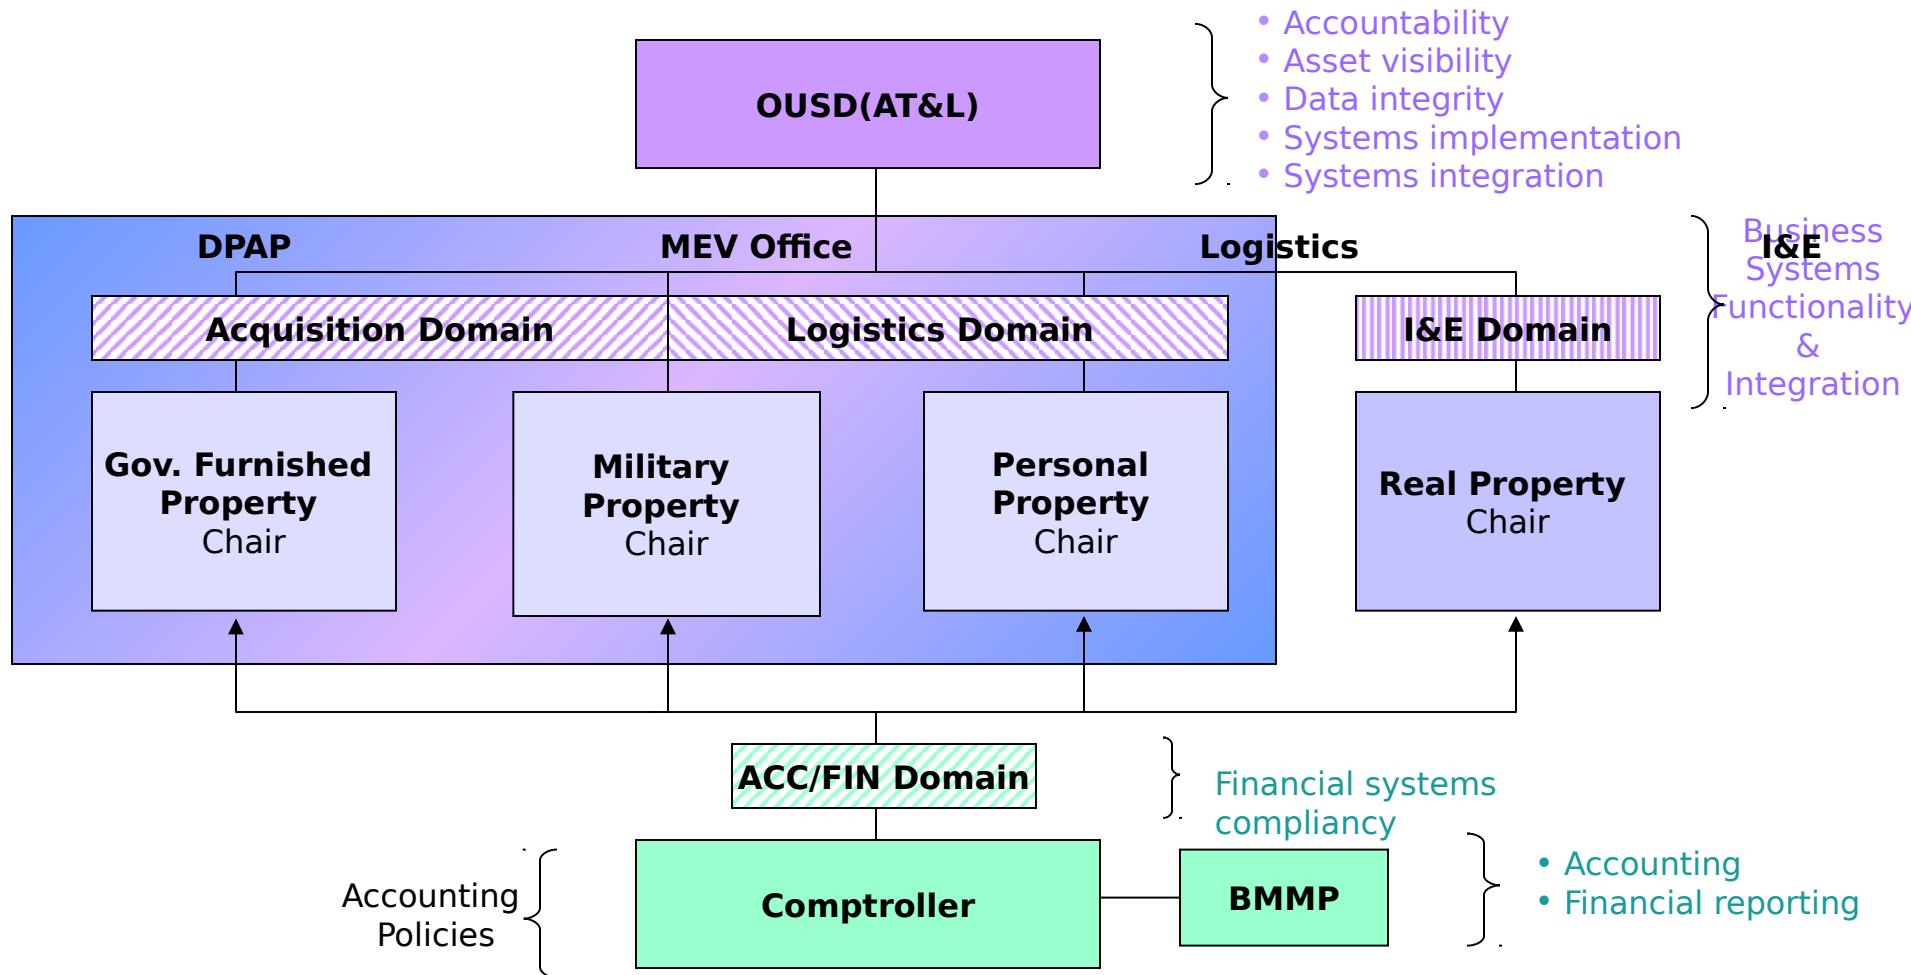 • Accountability
• Asset visibility
• Data integrity
• Systems implementation
• Systems integration
OUSD(AT&L)
DPAP
MEV Office
Logistics
I&E
Business
Systems
Functionality
&
Integration
Acquisition Domain
Logistics Domain
I&E Domain
Gov. Furnished
Property
Chair
Military
Property
Chair
Personal
Property
Chair
Real Property
Chair
ACC/FIN Domain
Financial systems
compliancy
Accounting
Policies
Comptroller
BMMP
• Accounting
• Financial reporting